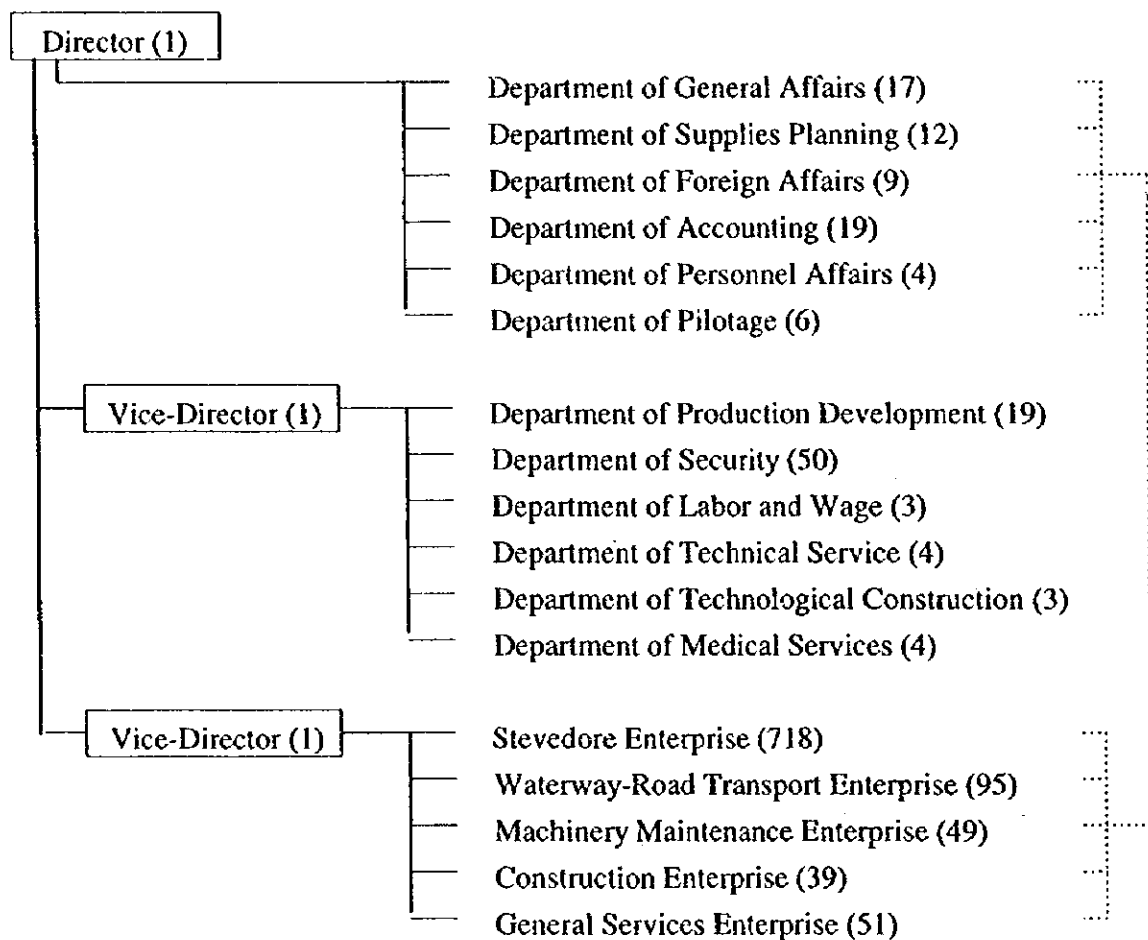 Director (1)
Department of General Affairs (17)
Department of Supplies Planning (12)
Department of Foreign Affairs (9)
Department of Accounting (19)
Department of Personnel Affairs (4)
Department of Pilotage (6)
Vice-Director (1)
Department of Production Development (19)
Department of Security (50)
Department of Labor and Wage (3)
Department of Technical Service (4)
Department of Technological Construction (3)
Department of Medical Services (4)
Vice-Director (1)
Stevedore Enterprise (718)
Waterway-Road Transport Enterprise (95)
Machinery Maintenance Enterprise (49)
Construction Enterprise (39)
General Services Enterprise (51)